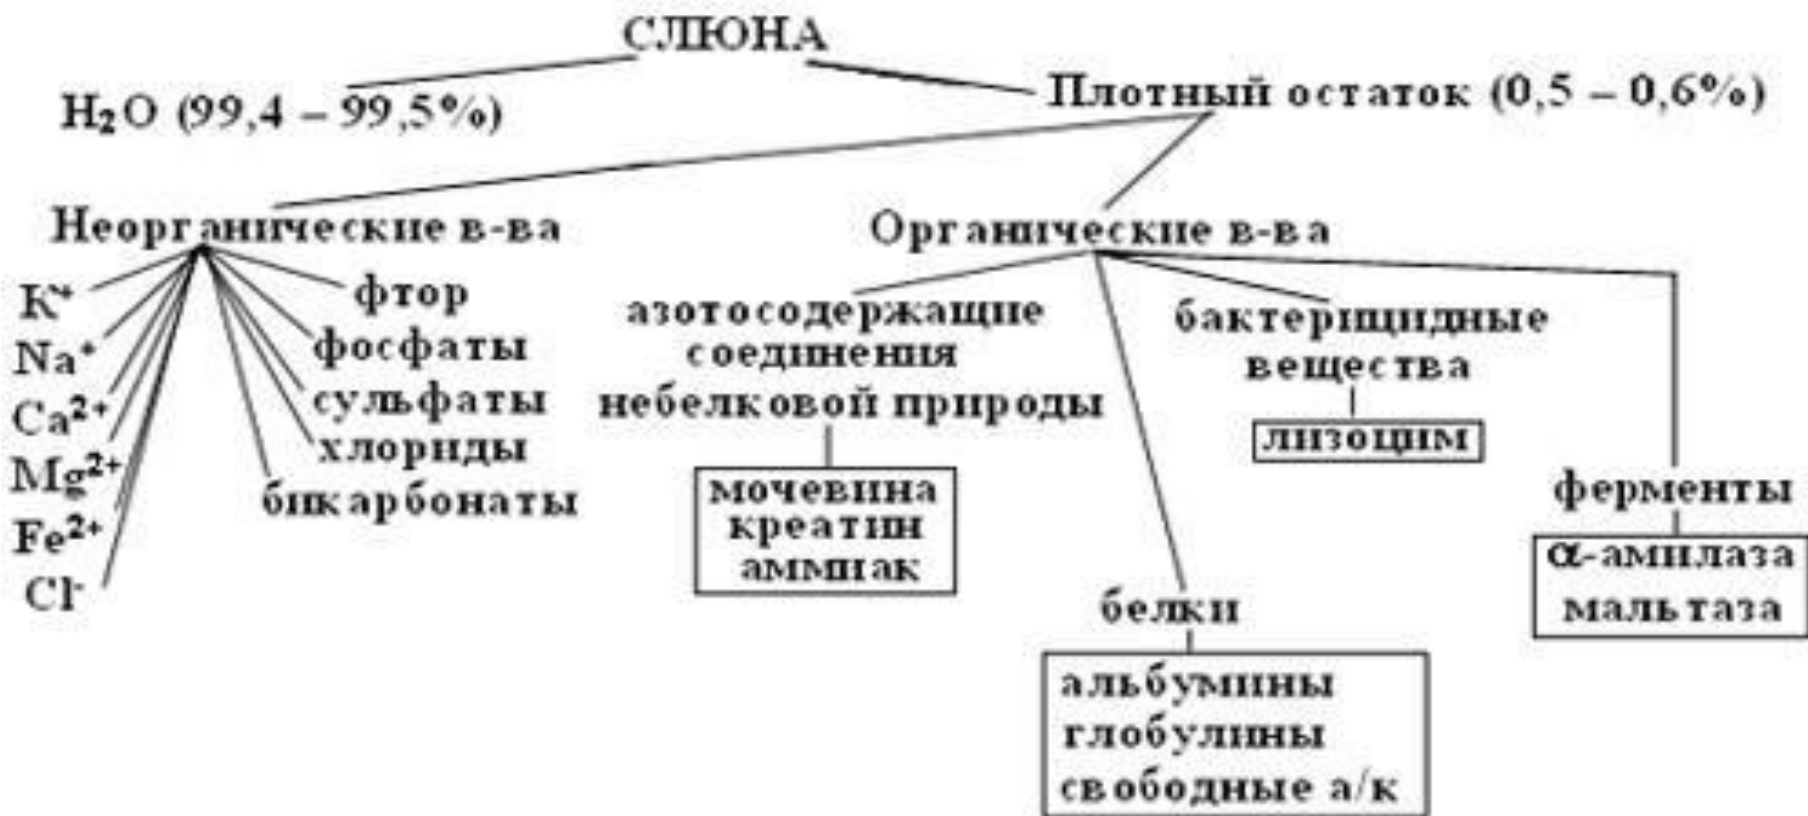 СЛЮНА
H₂O (99,4 – 99,5%)
Плотный остаток (0,5 – 0,6%)
Неорганические в-ва
K⁺
Na⁺
Ca²⁺
Mg²⁺
Fe²⁺
Cl⁻
фтор
фосфаты
сульфаты
хлориды
бикарбонаты
Органические в-ва
азотосодержащие
соединения
небелковой природы
мочевина
креатин
аммиак
белки
альбумины
глобулины
свободные а/к
бактерицидные
вещества
лизоцим
ферменты
α-амилаза
мальтаза